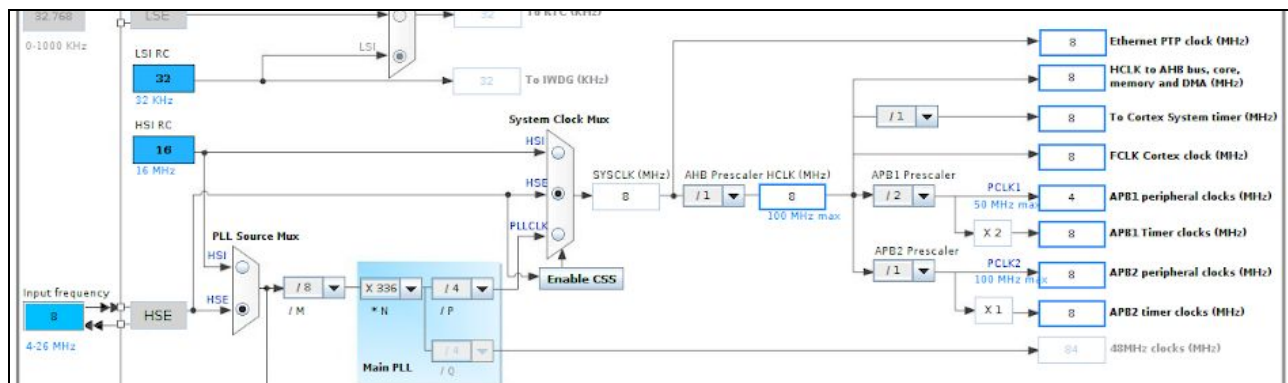 32.768
LSE
32
To RTC (KHz)
0-1000 KHz
LSI RC
LSI
32
32
To IWDG (KHz)
32 KHz
HSI RC
16
16 MHz
System Clock Mux
HSI
HSE
PLLCLK
SYSCLK (MHz)
8
AHB Prescaler
/ 1
HCLK (MHz)
8
100 MHz max
8
Ethernet PTP clock (MHz)
8
HCLK to AHB bus, core,
memory and DMA (MHz)
/ 1
8
To Cortex System timer (MHz)
8
FCLK Cortex clock (MHz)
APB1 Prescaler
/ 2
PCLK1
50 MHz max
4
APB1 peripheral clocks (MHz)
X 2
8
APB1 Timer clocks (MHz)
APB2 Prescaler
/ 1
PCLK2
100 MHz max
8
APB2 peripheral clocks (MHz)
X 1
8
APB2 timer clocks (MHz)
84
48MHz clocks (MHz)
Enable CSS
PLL Source Mux
HSI
HSE
Input frequency
8
4-26 MHz
HSE
/ 8
/ M
X 336
* N
/ 4
/ P
/ 4
/ Q
Main PLL